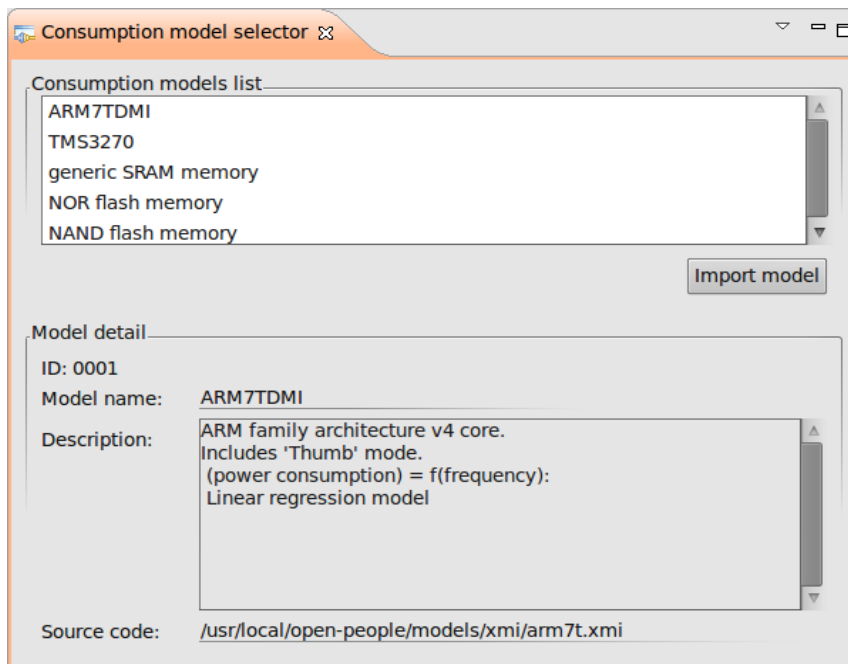 Consumption model selector
Consumption models list
ARM7TDMI
TMS3270
generic SRAM memory
NOR flash memory
NAND flash memory
Import model
Model detail
ID: 0001
Model name: ARM7TDMI
Description: ARM family architecture v4 core.
Includes 'Thumb' mode.
(power consumption) = f(frequency):
Linear regression model
Source code: /usr/local/open-people/models/xmi/arm7t.xmi